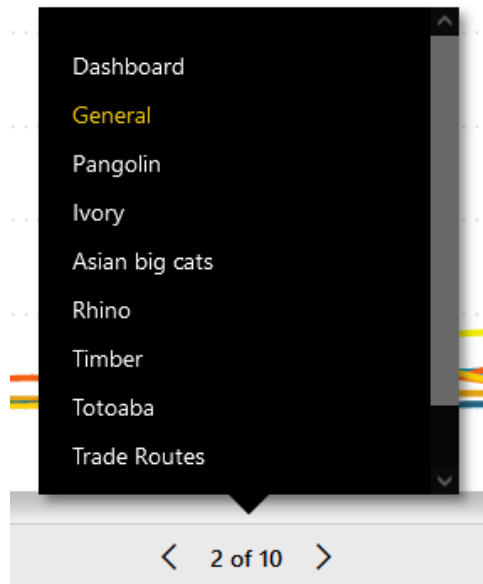 Dashboard
General
Pangolin
Ivory
Asian big cats
Rhino
Timber
Totoaba
Trade Routes
2 of 10